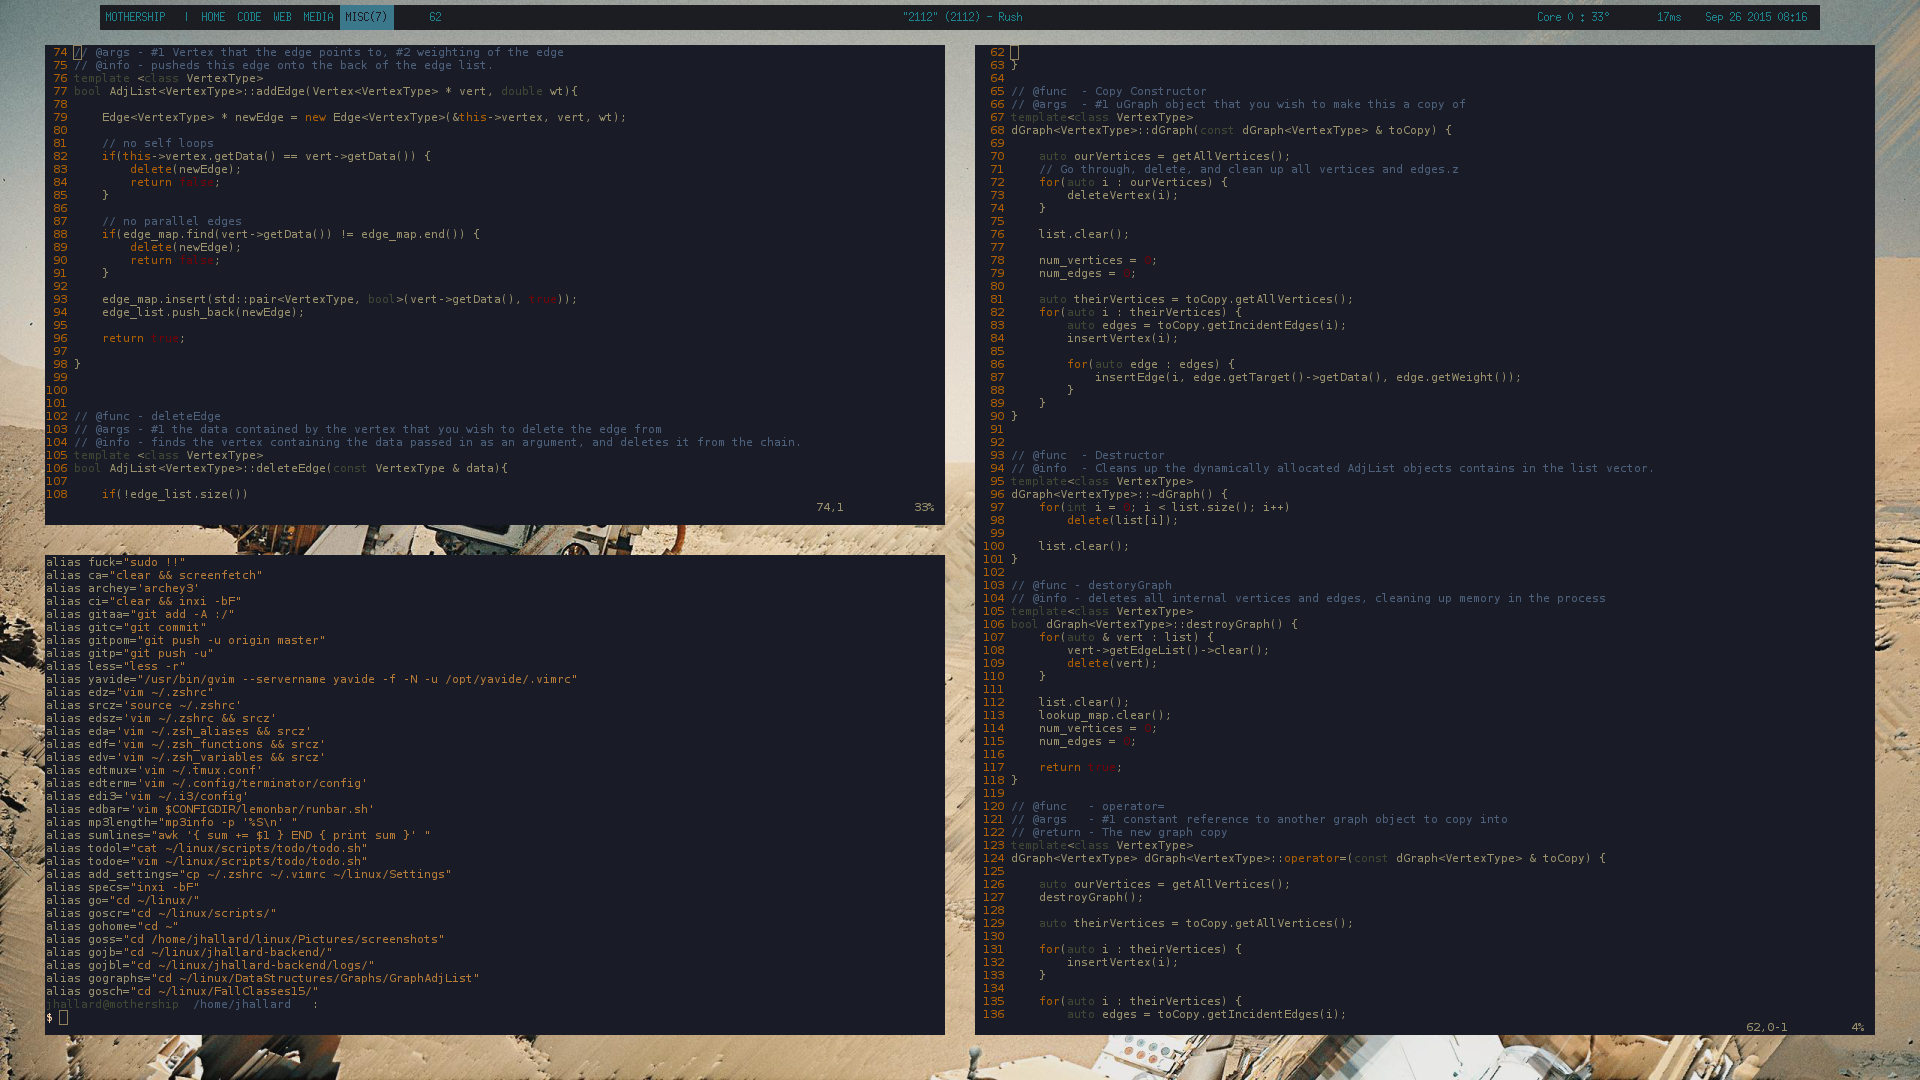 MOTHERSHIP | HOME CODE WEB MEDIA MISC(7) 62 "2112" (2112) - Rush Core 0 : 33° 17ms Sep 26 2015 08:16
74 // @args - #1 Vertex that the edge points to, #2 weighting of the edge
75 // @info - pusheds this edge onto the back of the edge list.
76 template <class VertexType>
77 bool AdjList<VertexType>::addEdge(Vertex<VertexType> * vert, double wt){
78
79     Edge<VertexType> * newEdge = new Edge<VertexType>(&this->vertex, vert, wt);
80
81     // no self loops
82     if(this->vertex.getData() == vert->getData()) {
83         delete(newEdge);
84         return false;
85     }
86
87     // no parallel edges
88     if(edge_map.find(vert->getData()) != edge_map.end()) {
89         delete(newEdge);
90         return false;
91     }
92
93     edge_map.insert(std::pair<VertexType, bool>(vert->getData(), true));
94     edge_list.push_back(newEdge);
95
96     return true;
97
98 }
99
100
101
102 // @func - deleteEdge
103 // @args - #1 the data contained by the vertex that you wish to delete the edge from
104 // @info - finds the vertex containing the data passed in as an argument, and deletes it from the chain.
105 template <class VertexType>
106 bool AdjList<VertexType>::deleteEdge(const VertexType & data){
107
108     if(!edge_list.size())
74,1 33%
alias fuck="sudo !!"
alias ca="clear && screenfetch"
alias archey='archey3'
alias ci="clear && inxi -bF"
alias gitaa="git add -A :/"
alias gitc="git commit"
alias gitpom="git push -u origin master"
alias gitp="git push -u"
alias less="less -r"
alias yavide="/usr/bin/gvim --servername yavide -f -N -u /opt/yavide/.vimrc"
alias edz="vim ~/.zshrc"
alias srcz='source ~/.zshrc'
alias edsz='vim ~/.zshrc && srcz'
alias eda='vim ~/.zsh_aliases && srcz'
alias edf='vim ~/.zsh_functions && srcz'
alias edv='vim ~/.zsh_variables && srcz'
alias edtmux='vim ~/.tmux.conf'
alias edterm='vim ~/.config/terminator/config'
alias edi3='vim ~/.i3/config'
alias edbar='vim $CONFIGDIR/lemonbar/runbar.sh'
alias mp3length="mp3info -p '%S\n' "
alias sumlines="awk '{ sum += $1 } END { print sum }' "
alias todol="cat ~/linux/scripts/todo/todo.sh"
alias todoe="vim ~/linux/scripts/todo/todo.sh"
alias add_settings="cp ~/.zshrc ~/.vimrc ~/linux/Settings"
alias specs="inxi -bF"
alias go="cd ~/linux/"
alias goscr="cd ~/linux/scripts/"
alias gohome="cd ~"
alias goss="cd /home/jhallard/linux/Pictures/screenshots"
alias gojb="cd ~/linux/jhallard-backend/"
alias gojbl="cd ~/linux/jhallard-backend/logs/"
alias gographs="cd ~/linux/DataStructures/Graphs/GraphAdjList"
alias gosch="cd ~/linux/FallClasses15/"
jhallard@mothership  /home/jhallard   :
$
62
63 }
64
65 // @func  - Copy Constructor
66 // @args  - #1 uGraph object that you wish to make this a copy of
67 template<class VertexType>
68 dGraph<VertexType>::dGraph(const dGraph<VertexType> & toCopy) {
69
70     auto ourVertices = getAllVertices();
71     // Go through, delete, and clean up all vertices and edges.z
72     for(auto i : ourVertices) {
73         deleteVertex(i);
74     }
75
76     list.clear();
77
78     num_vertices = 0;
79     num_edges = 0;
80
81     auto theirVertices = toCopy.getAllVertices();
82     for(auto i : theirVertices) {
83         auto edges = toCopy.getIncidentEdges(i);
84         insertVertex(i);
85
86         for(auto edge : edges) {
87             insertEdge(i, edge.getTarget()->getData(), edge.getWeight());
88         }
89     }
90 }
91
92
93 // @func  - Destructor
94 // @info  - Cleans up the dynamically allocated AdjList objects contains in the list vector.
95 template<class VertexType>
96 dGraph<VertexType>::~dGraph() {
97     for(int i = 0; i < list.size(); i++)
98         delete(list[i]);
99
100     list.clear();
101 }
102
103 // @func - destoryGraph
104 // @info - deletes all internal vertices and edges, cleaning up memory in the process
105 template<class VertexType>
106 bool dGraph<VertexType>::destroyGraph() {
107     for(auto & vert : list) {
108         vert->getEdgeList()->clear();
109         delete(vert);
110     }
111
112     list.clear();
113     lookup_map.clear();
114     num_vertices = 0;
115     num_edges = 0;
116
117     return true;
118 }
119
120 // @func   - operator=
121 // @args   - #1 constant reference to another graph object to copy into
122 // @return - The new graph copy
123 template<class VertexType>
124 dGraph<VertexType> dGraph<VertexType>::operator=(const dGraph<VertexType> & toCopy) {
125
126     auto ourVertices = getAllVertices();
127     destroyGraph();
128
129     auto theirVertices = toCopy.getAllVertices();
130
131     for(auto i : theirVertices) {
132         insertVertex(i);
133     }
134
135     for(auto i : theirVertices) {
136         auto edges = toCopy.getIncidentEdges(i);
62,0-1 4%